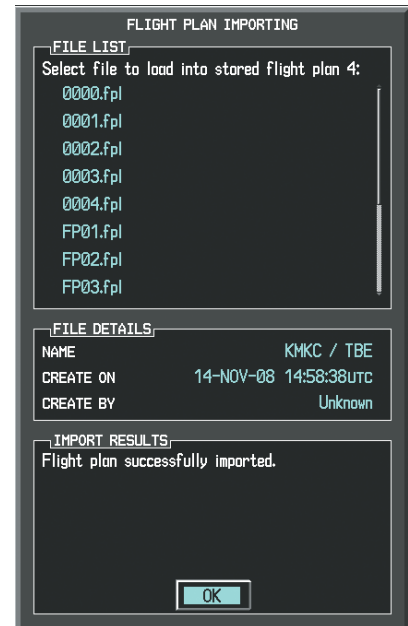 FLIGHT PLAN IMPORTING
FILE LIST
Select file to load into stored flight plan 4:
0000.fpl
0001.fpl
0002.fpl
0003.fpl
0004.fpl
FP01.fpl
FP02.fpl
FP03.fpl
FILE DETAILS
NAME KMKC / TBE
CREATE ON 14-NOV-08 14:58:38UTC
CREATE BY Unknown
IMPORT RESULTS
Flight plan successfully imported.
OK